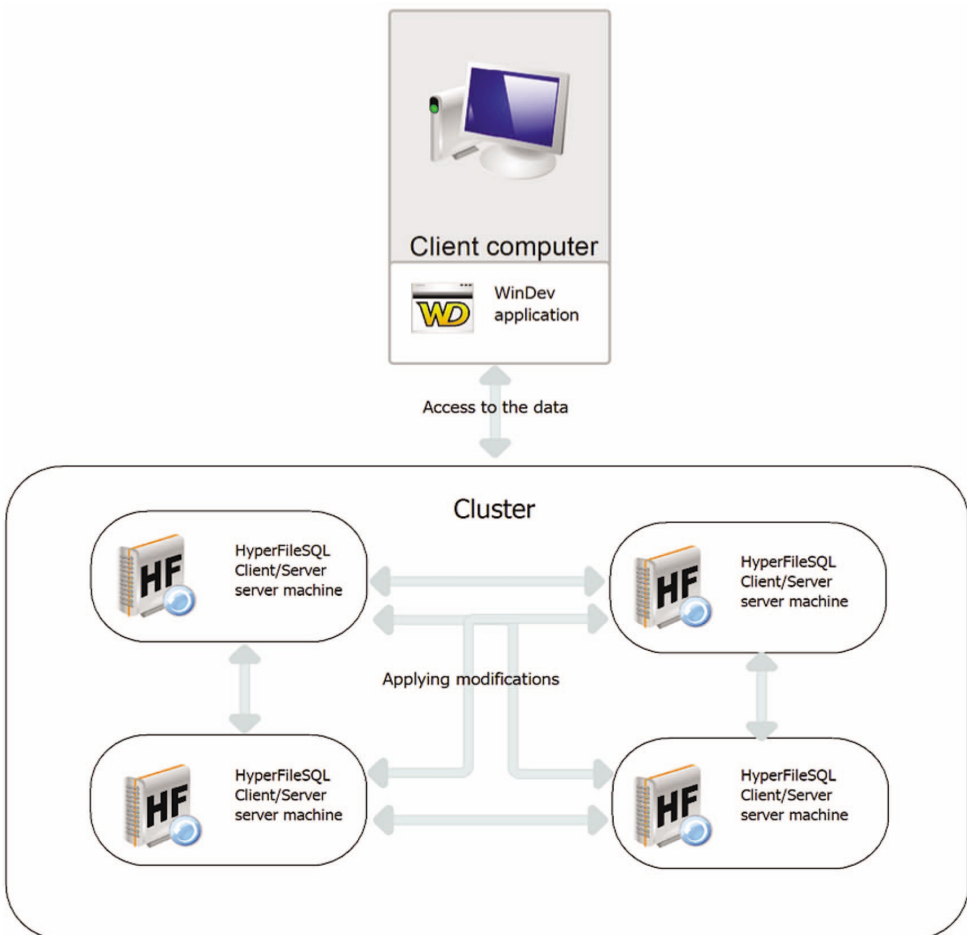 Client computer
WD
WinDev
application
Access to the data
Cluster
HF
HyperFileSQL
Client/Server
server machine
HF
HyperFileSQL
Client/Server
server machine
Applying modifications
HF
HyperFileSQL
Client/Server
server machine
HF
HyperFileSQL
Client/Server
server machine